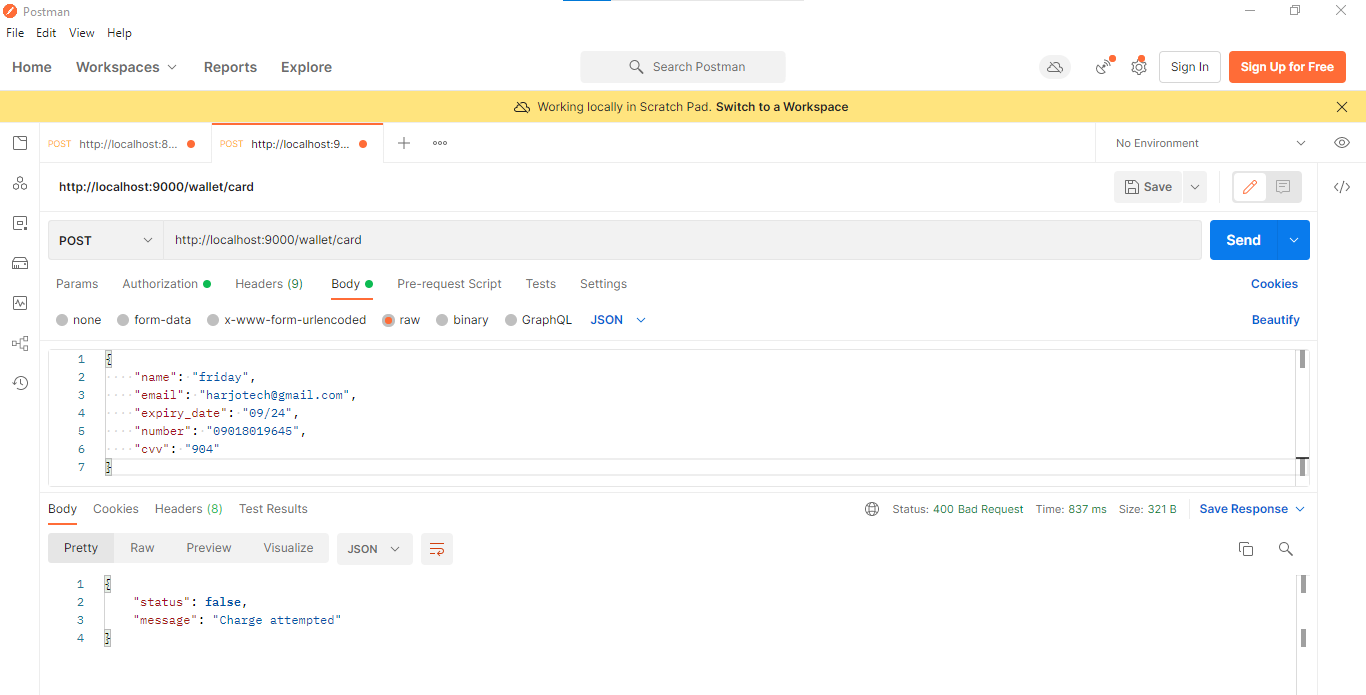 Postman
File Edit View Help
Home Workspaces Reports Explore Search Postman Sign In Sign Up for Free
Working locally in Scratch Pad. Switch to a Workspace
POST http://localhost:8... POST http://localhost:9... No Environment
http://localhost:9000/wallet/card Save
POST http://localhost:9000/wallet/card Send
Params Authorization Headers (9) Body Pre-request Script Tests Settings Cookies
none form-data x-www-form-urlencoded raw binary GraphQL JSON Beautify
1 {
2 "name": "friday",
3 "email": "harjotech@gmail.com",
4 "expiry_date": "09/24",
5 "number": "09018019645",
6 "cvv": "904"
7 }
Body Cookies Headers (8) Test Results Status: 400 Bad Request Time: 837 ms Size: 321 B Save Response
Pretty Raw Preview Visualize JSON
1 {
2 "status": false,
3 "message": "Charge attempted"
4 }